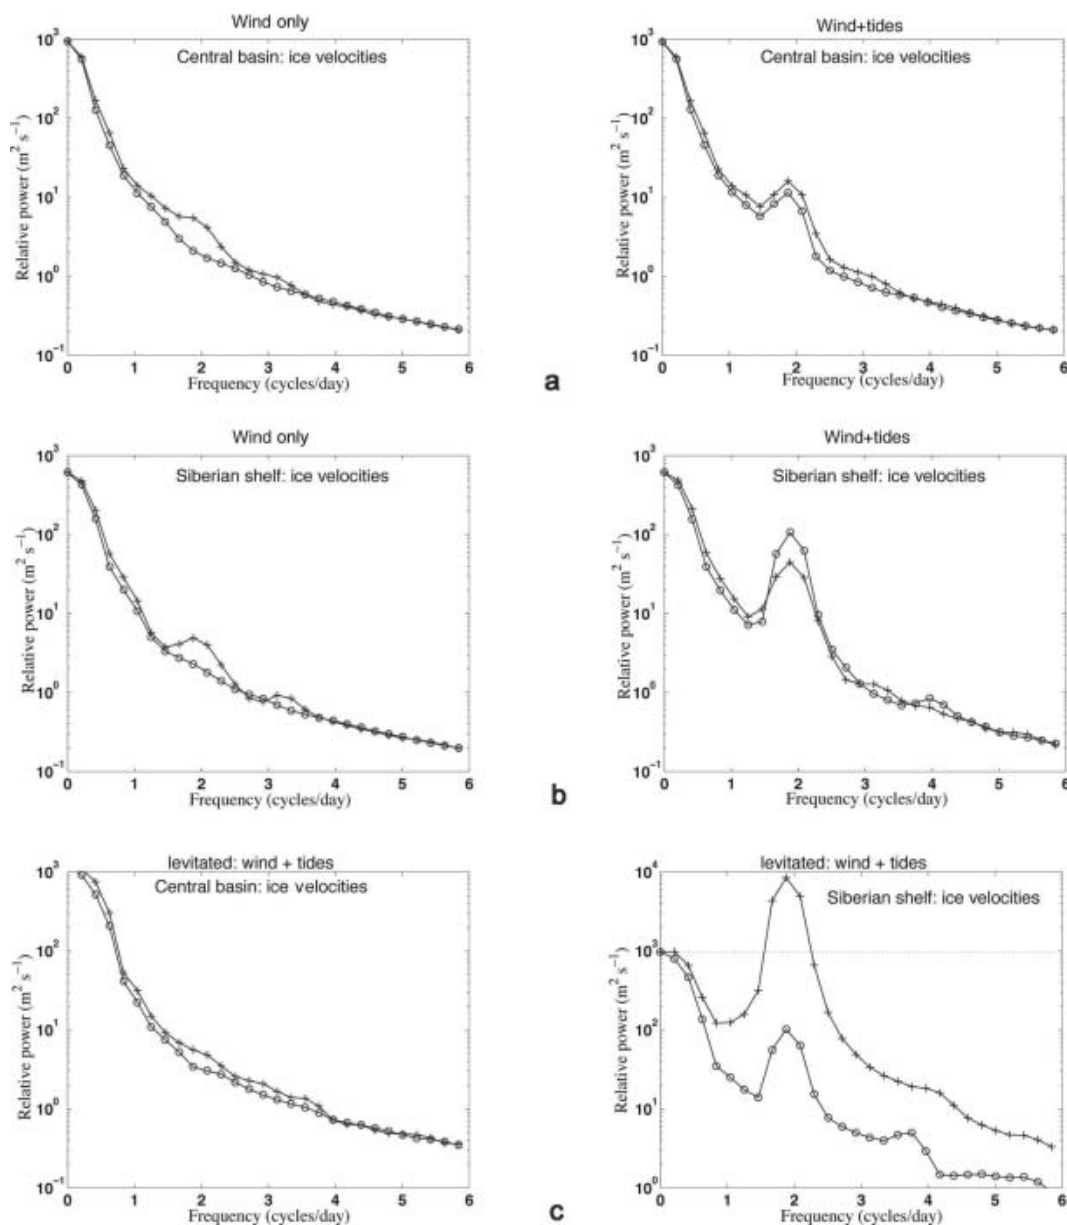 Wind only
Central basin: ice velocities
Relative power (m² s⁻¹)
10³
10²
10¹
10⁰
10⁻¹
0 1 2 3 4 5 6
Frequency (cycles/day)
Wind+tides
Central basin: ice velocities
Relative power (m² s⁻¹)
10³
10²
10¹
10⁰
10⁻¹
0 1 2 3 4 5 6
Frequency (cycles/day)
a
Wind only
Siberian shelf: ice velocities
Relative power (m² s⁻¹)
10³
10²
10¹
10⁰
10⁻¹
0 1 2 3 4 5 6
Frequency (cycles/day)
Wind+tides
Siberian shelf: ice velocities
Relative power (m² s⁻¹)
10³
10²
10¹
10⁰
10⁻¹
0 1 2 3 4 5 6
Frequency (cycles/day)
b
levitated: wind + tides
Central basin: ice velocities
Relative power (m² s⁻¹)
10³
10²
10¹
10⁰
10⁻¹
0 1 2 3 4 5 6
Frequency (cycles/day)
levitated: wind + tides
Siberian shelf: ice velocities
Relative power (m² s⁻¹)
10⁴
10³
10²
10¹
10⁰
0 1 2 3 4 5 6
Frequency (cycles/day)
c